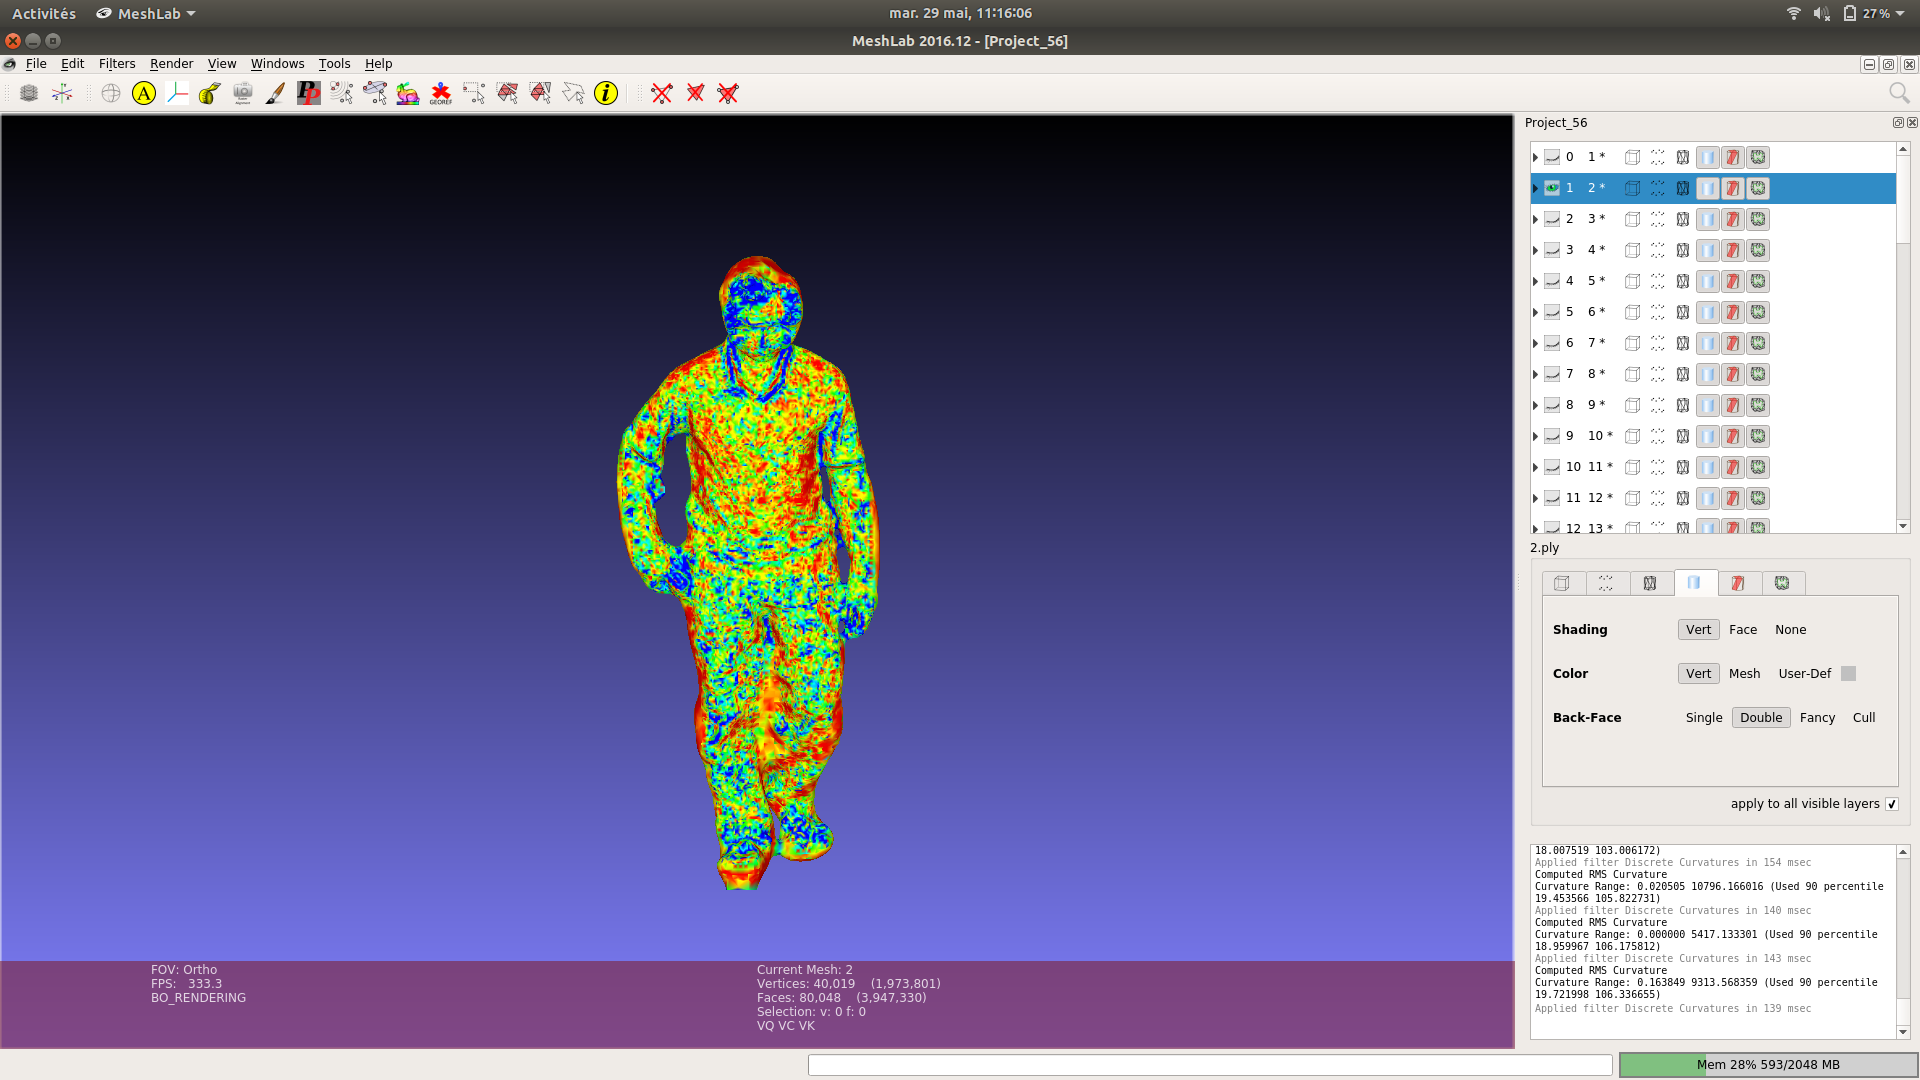 Activités MeshLab mar. 29 mai, 11:16:06 27 %
MeshLab 2016.12 - [Project_56]
File Edit Filters Render View Windows Tools Help
A PP GEOREF i
Project_56
0 1 *
1 2 *
2 3 *
3 4 *
4 5 *
5 6 *
6 7 *
7 8 *
8 9 *
9 10 *
10 11 *
11 12 *
12 13 *
2.ply
Shading Vert Face None
Color Vert Mesh User-Def
Back-Face Single Double Fancy Cull
apply to all visible layers
18.007519 103.006172)
Applied filter Discrete Curvatures in 154 msec
Computed RMS Curvature
Curvature Range: 0.020505 10796.166016 (Used 90 percentile
19.453566 105.822731)
Applied filter Discrete Curvatures in 140 msec
Computed RMS Curvature
Curvature Range: 0.000000 5417.133301 (Used 90 percentile
18.959967 106.175812)
Applied filter Discrete Curvatures in 143 msec
Computed RMS Curvature
Curvature Range: 0.163849 9313.568359 (Used 90 percentile
19.721998 106.336655)
Applied filter Discrete Curvatures in 139 msec
FOV: Ortho
FPS: 333.3
BO_RENDERING
Current Mesh: 2
Vertices: 40,019 (1,973,801)
Faces: 80,048 (3,947,330)
Selection: v: 0 f: 0
VQ VC VK
Mem 28% 593/2048 MB